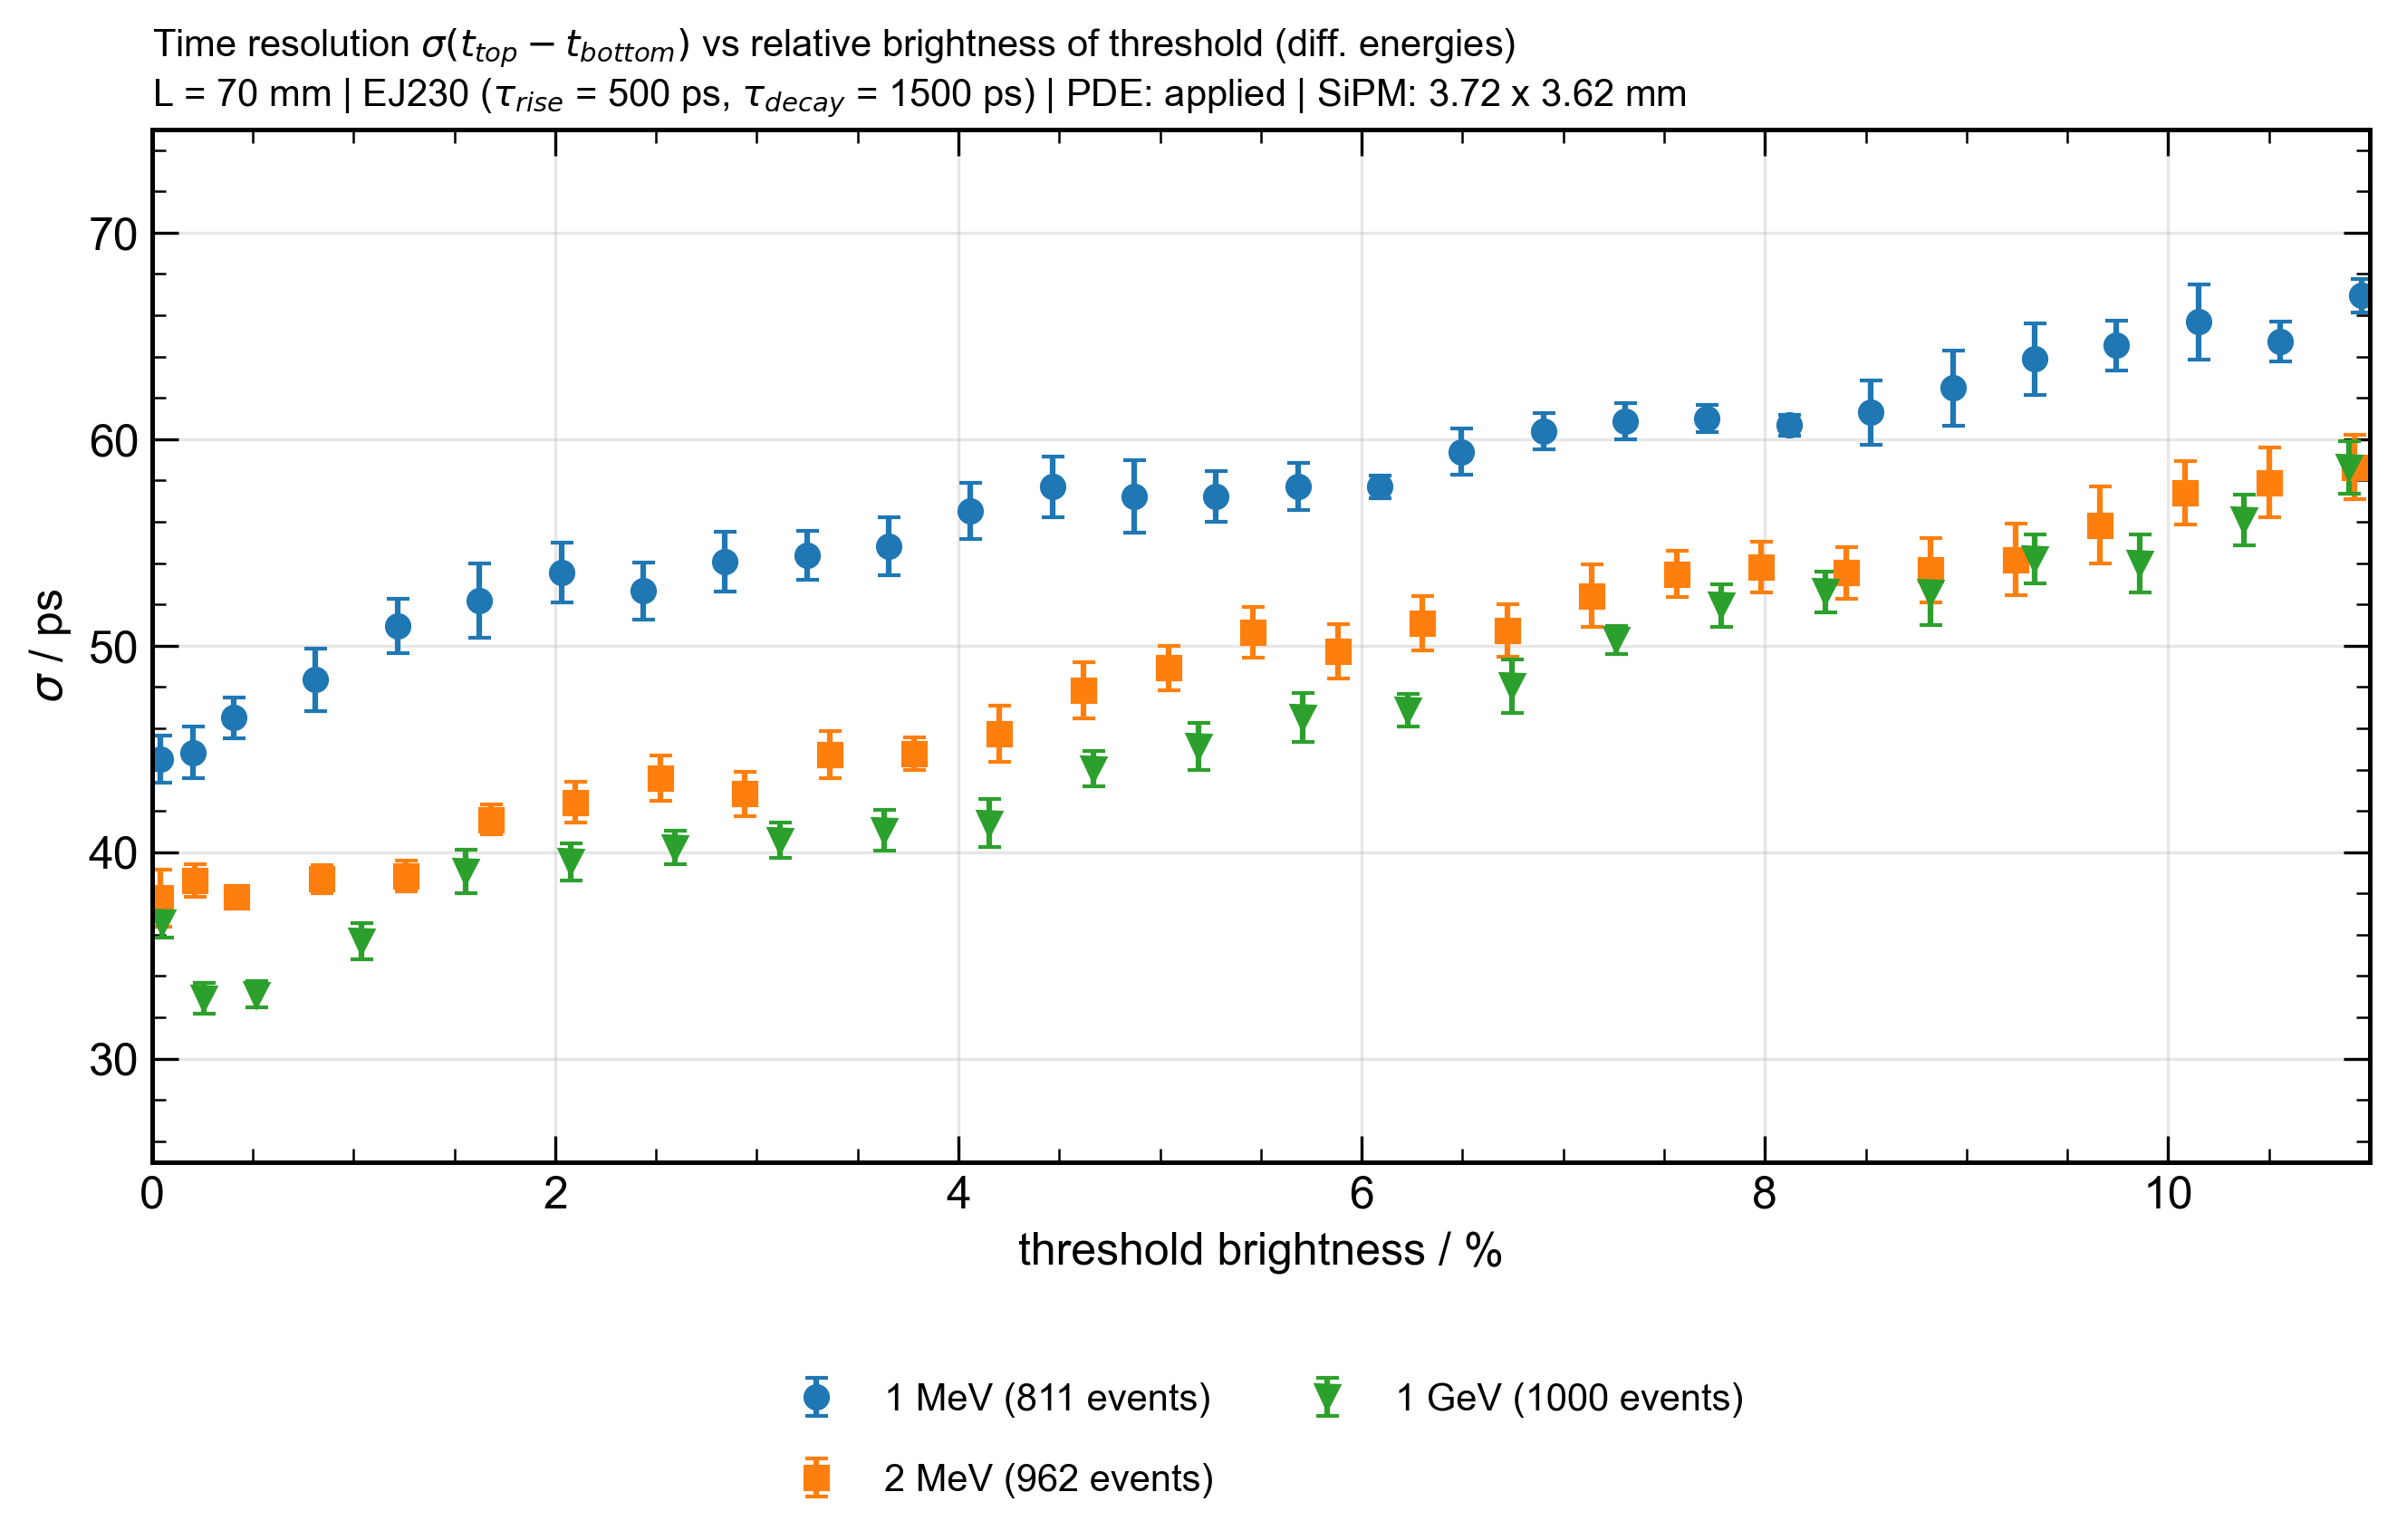 Time resolution σ(t_top − t_bottom) vs relative brightness of threshold (diff. energies)
L = 70 mm | EJ230 (τ_rise = 500 ps, τ_decay = 1500 ps) | PDE: applied | SiPM: 3.72 x 3.62 mm
70
60
50
40
30
σ / ps
0 2 4 6 8 10
threshold brightness / %
1 MeV (811 events) 1 GeV (1000 events)
2 MeV (962 events)